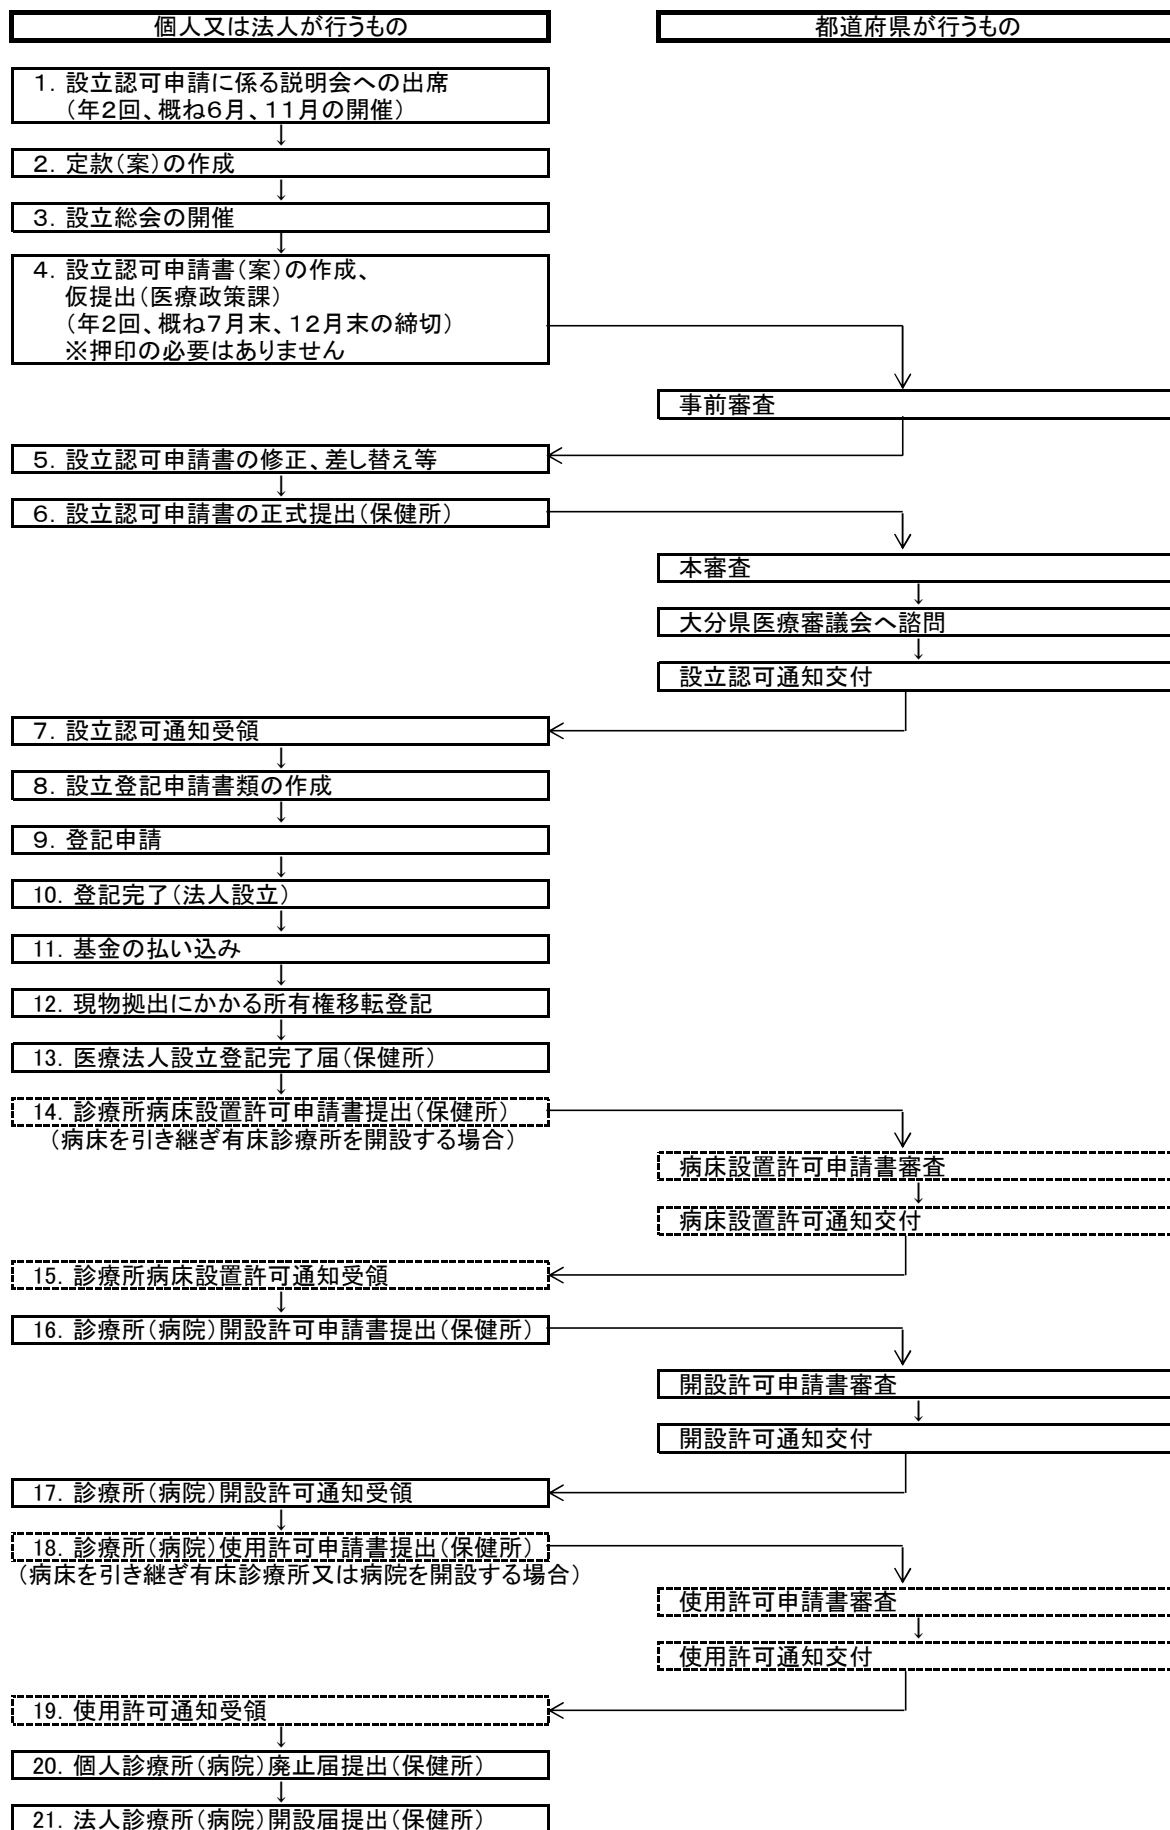 個人又は法人が行うもの
都道府県が行うもの
1．設立認可申請に係る説明会への出席
（年2回、概ね6月、11月の開催）
↓
2．定款（案）の作成
↓
3．設立総会の開催
↓
4．設立認可申請書（案）の作成、
仮提出（医療政策課）
（年2回、概ね7月末、12月末の締切）
※押印の必要はありません
事前審査
5．設立認可申請書の修正、差し替え等
↓
6．設立認可申請書の正式提出（保健所）
本審査
↓
大分県医療審議会へ諮問
↓
設立認可通知交付
7．設立認可通知受領
↓
8．設立登記申請書類の作成
↓
9．登記申請
↓
10．登記完了（法人設立）
↓
11．基金の払い込み
↓
12．現物拠出にかかる所有権移転登記
↓
13．医療法人設立登記完了届（保健所）
↓
14．診療所病床設置許可申請書提出（保健所）
（病床を引き継ぎ有床診療所を開設する場合）
病床設置許可申請書審査
↓
病床設置許可通知交付
15．診療所病床設置許可通知受領
↓
16．診療所（病院）開設許可申請書提出（保健所）
開設許可申請書審査
↓
開設許可通知交付
17．診療所（病院）開設許可通知受領
↓
18．診療所（病院）使用許可申請書提出（保健所）
（病床を引き継ぎ有床診療所又は病院を開設する場合）
使用許可申請書審査
↓
使用許可通知交付
19．使用許可通知受領
↓
20．個人診療所（病院）廃止届提出（保健所）
↓
21．法人診療所（病院）開設届提出（保健所）